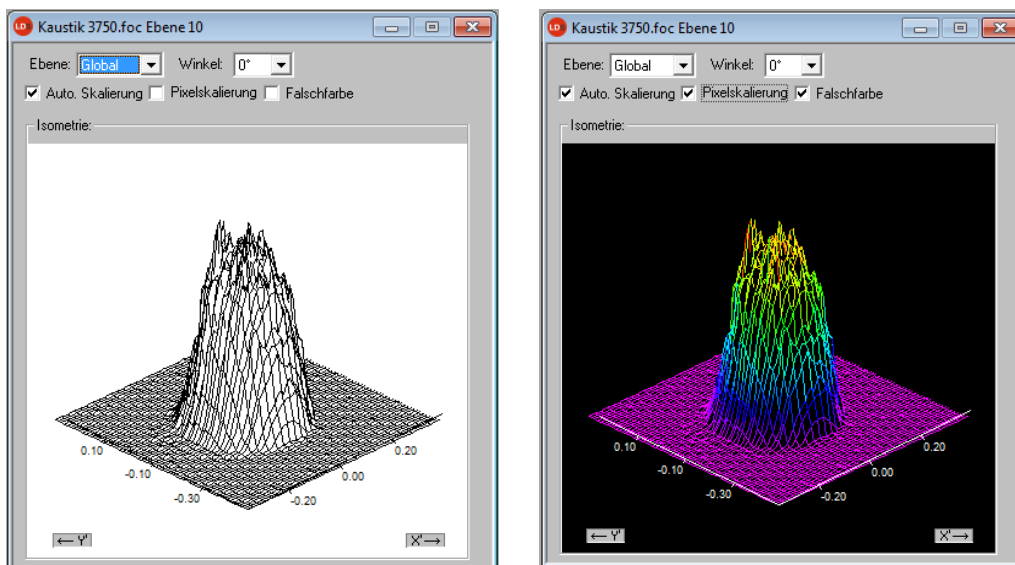 LD Kaustik 3750.foc Ebene 10
Ebene: Global Winkel: 0°
Auto. Skalierung Pixelskalierung Falschfarbe
Isometrie:
0.10
-0.10
-0.30
-0.20
0.00
0.20
← Y'
X' →
LD Kaustik 3750.foc Ebene 10
Ebene: Global Winkel: 0°
Auto. Skalierung Pixelskalierung Falschfarbe
Isometrie:
0.10
-0.10
-0.30
-0.20
0.00
0.20
← Y'
X' →